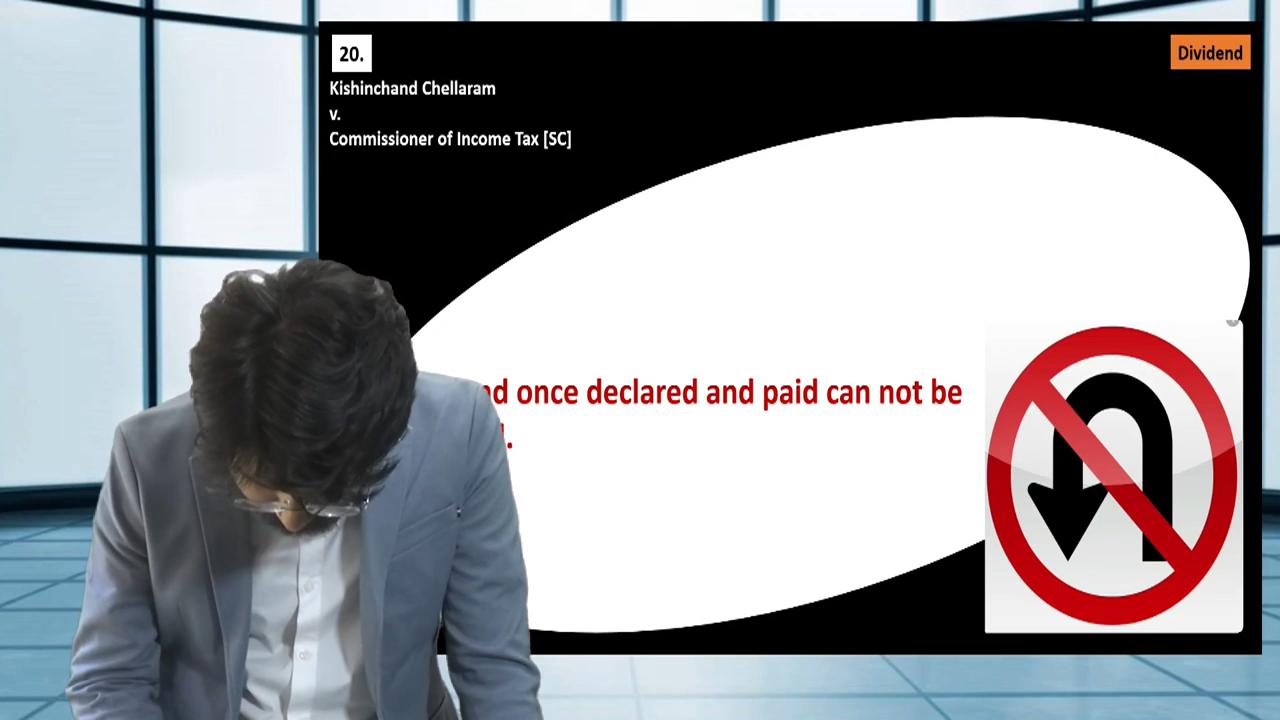 20.
Dividend
Kishinchand Chellaram
v.
Commissioner of Income Tax [SC]
once declared and paid can not be